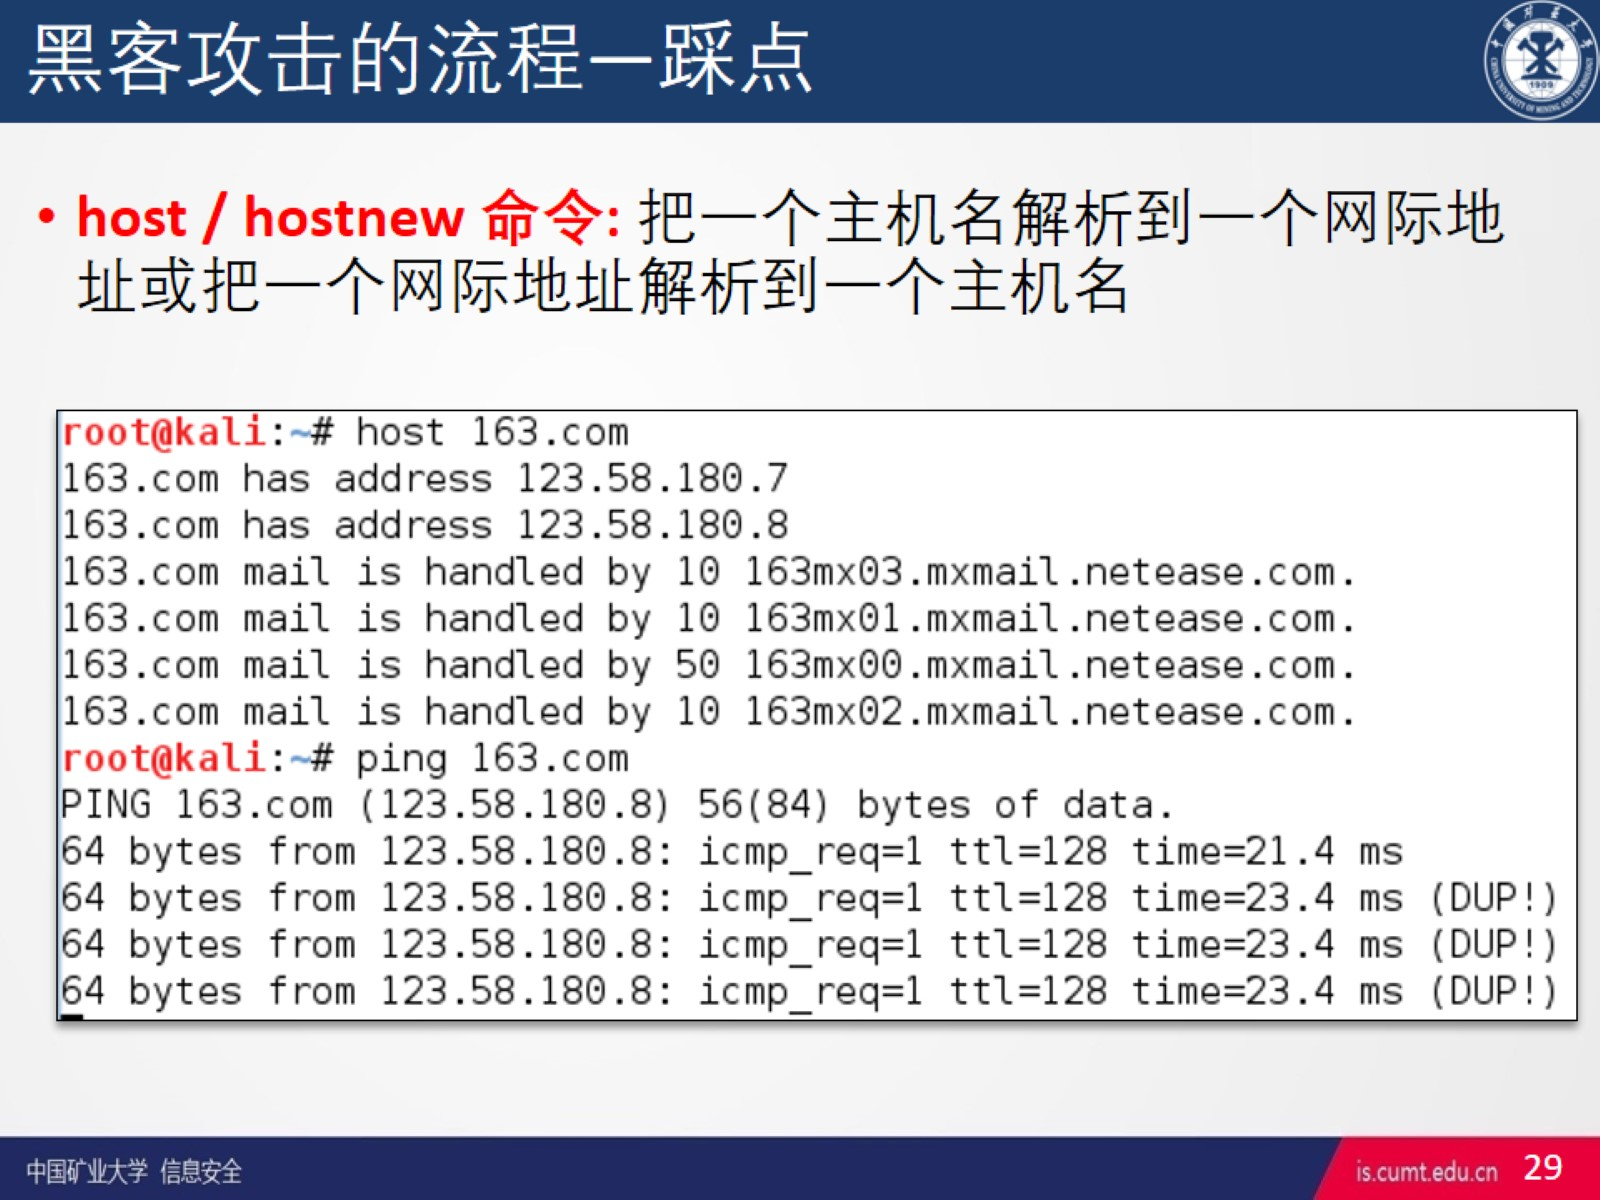 黑客攻击的流程—踩点
• host / hostnew 命令: 把一个主机名解析到一个网际地
址或把一个网际地址解析到一个主机名
root@kali:~# host 163.com
163.com has address 123.58.180.7
163.com has address 123.58.180.8
163.com mail is handled by 10 163mx03.mxmail.netease.com.
163.com mail is handled by 10 163mx01.mxmail.netease.com.
163.com mail is handled by 50 163mx00.mxmail.netease.com.
163.com mail is handled by 10 163mx02.mxmail.netease.com.
root@kali:~# ping 163.com
PING 163.com (123.58.180.8) 56(84) bytes of data.
64 bytes from 123.58.180.8: icmp_req=1 ttl=128 time=21.4 ms
64 bytes from 123.58.180.8: icmp_req=1 ttl=128 time=23.4 ms (DUP!)
64 bytes from 123.58.180.8: icmp_req=1 ttl=128 time=23.4 ms (DUP!)
64 bytes from 123.58.180.8: icmp_req=1 ttl=128 time=23.4 ms (DUP!)
中国矿业大学 信息安全
is.cumt.edu.cn 29
1909
CHINA UNIVERSITY OF MINING AND TECHNOLOGY